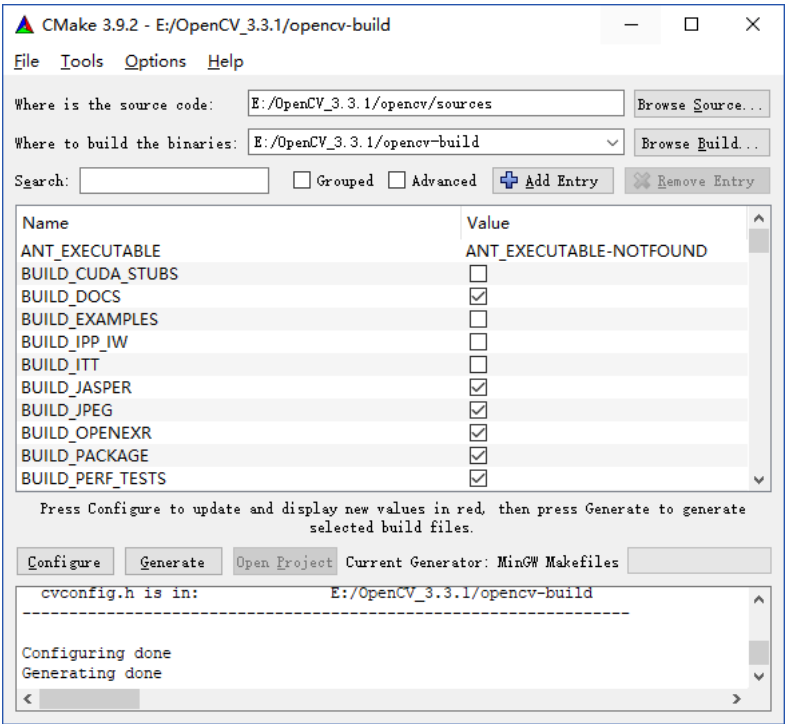 CMake 3.9.2 - E:/OpenCV_3.3.1/opencv-build
File Tools Options Help
Where is the source code: E:/OpenCV_3.3.1/opencv/sources Browse Source...
Where to build the binaries: E:/OpenCV_3.3.1/opencv-build Browse Build...
Search: Grouped Advanced Add Entry Remove Entry
Name Value
ANT_EXECUTABLE ANT_EXECUTABLE-NOTFOUND
BUILD_CUDA_STUBS
BUILD_DOCS
BUILD_EXAMPLES
BUILD_IPP_IW
BUILD_ITT
BUILD_JASPER
BUILD_JPEG
BUILD_OPENEXR
BUILD_PACKAGE
BUILD_PERF_TESTS
Press Configure to update and display new values in red, then press Generate to generate
selected build files.
Configure Generate Open Project Current Generator: MinGW Makefiles
cvconfig.h is in: E:/OpenCV_3.3.1/opencv-build
-----------------------------------------------------------------
Configuring done
Generating done